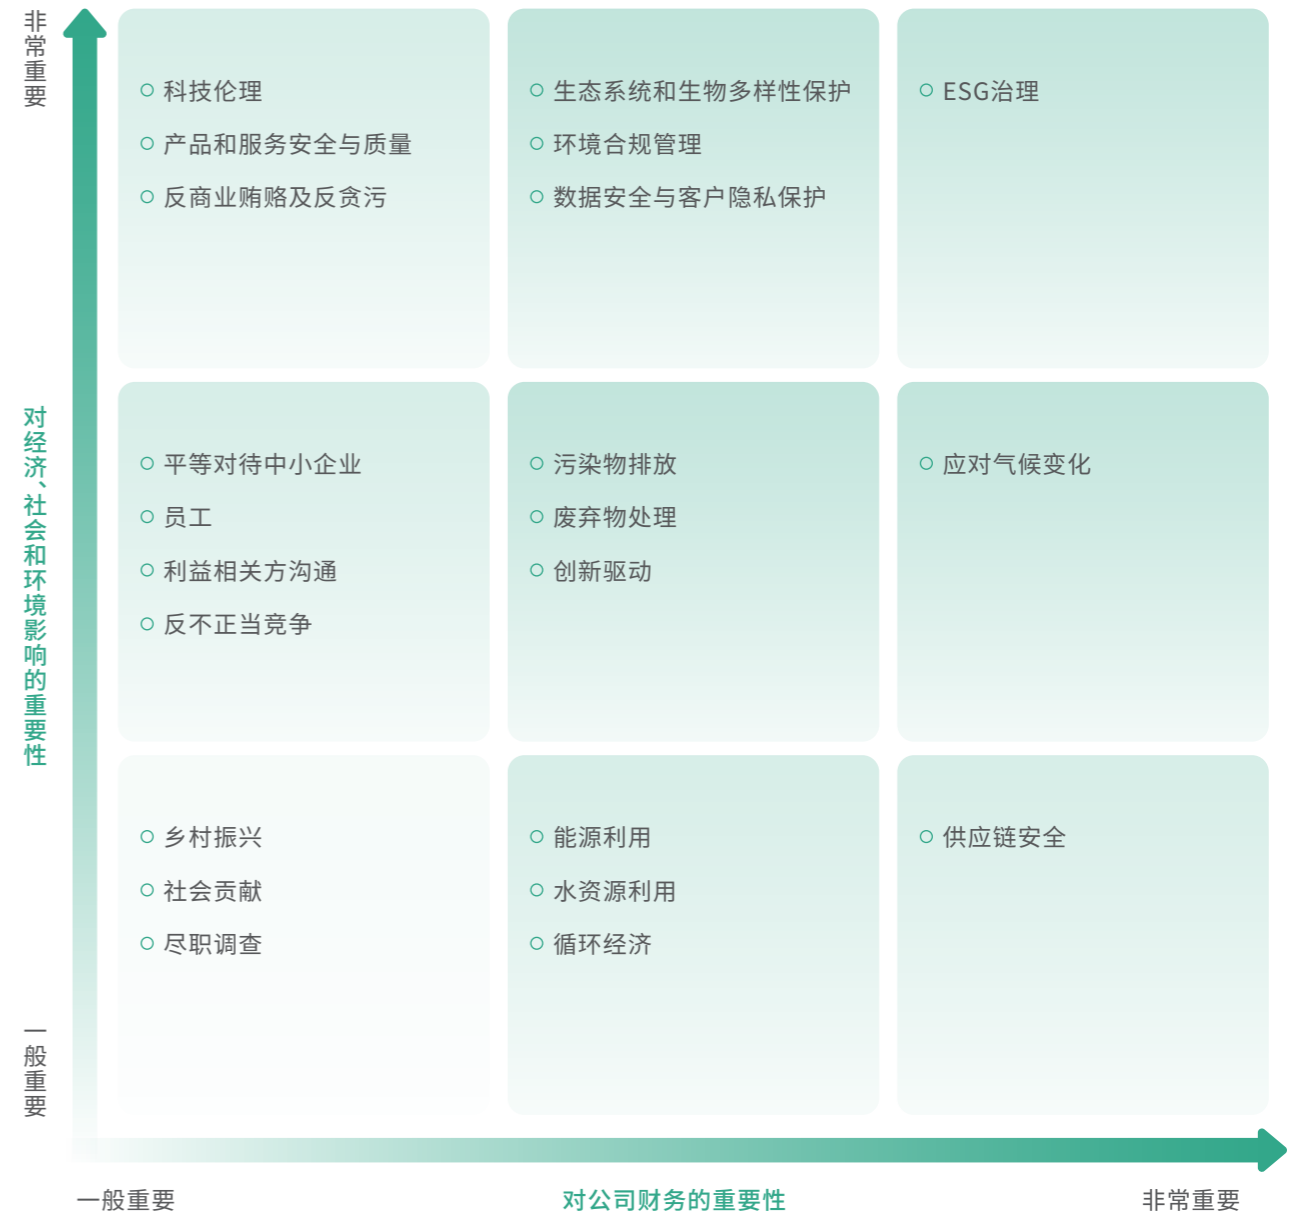 非常重要
科技伦理
产品和服务安全与质量
反商业贿赂及反贪污
生态系统和生物多样性保护
环境合规管理
数据安全与客户隐私保护
ESG治理
对经济、社会和环境影响的重要性
平等对待中小企业
员工
利益相关方沟通
反不正当竞争
污染物排放
废弃物处理
创新驱动
应对气候变化
乡村振兴
社会贡献
尽职调查
能源利用
水资源利用
循环经济
供应链安全
一般重要
一般重要
对公司财务的重要性
非常重要